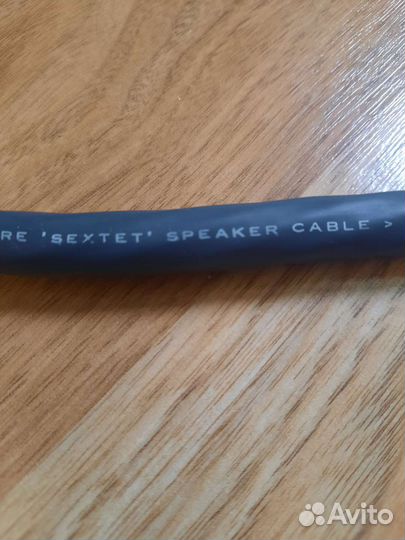 RE 'SEXTET' SPEAKER CABLE >
Avito